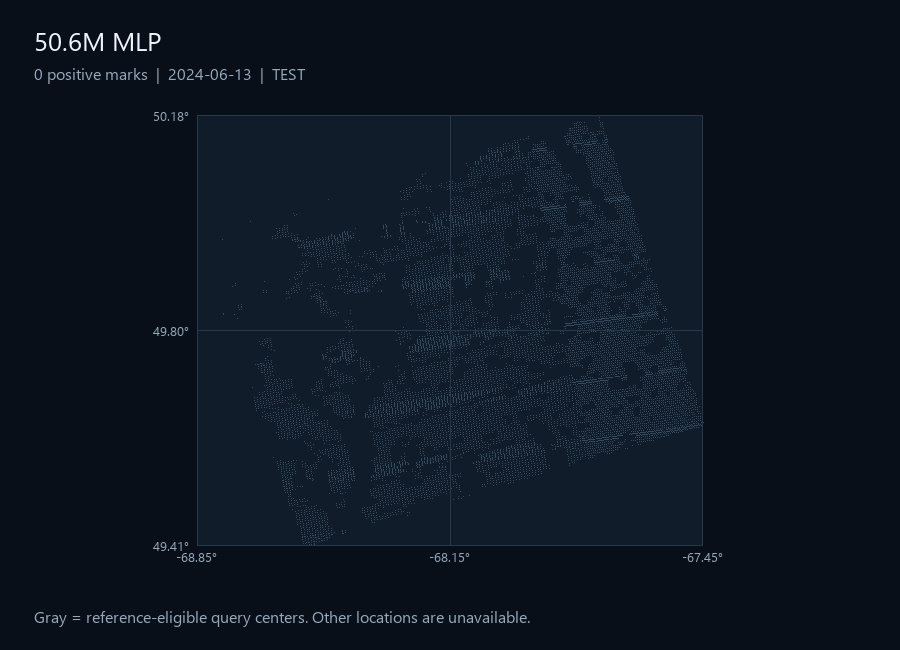 50.6M MLP
0 positive marks | 2024-06-13 | TEST
50.18°
49.80°
49.41°
-68.85°
-68.15°
-67.45°
Gray = reference-eligible query centers. Other locations are unavailable.